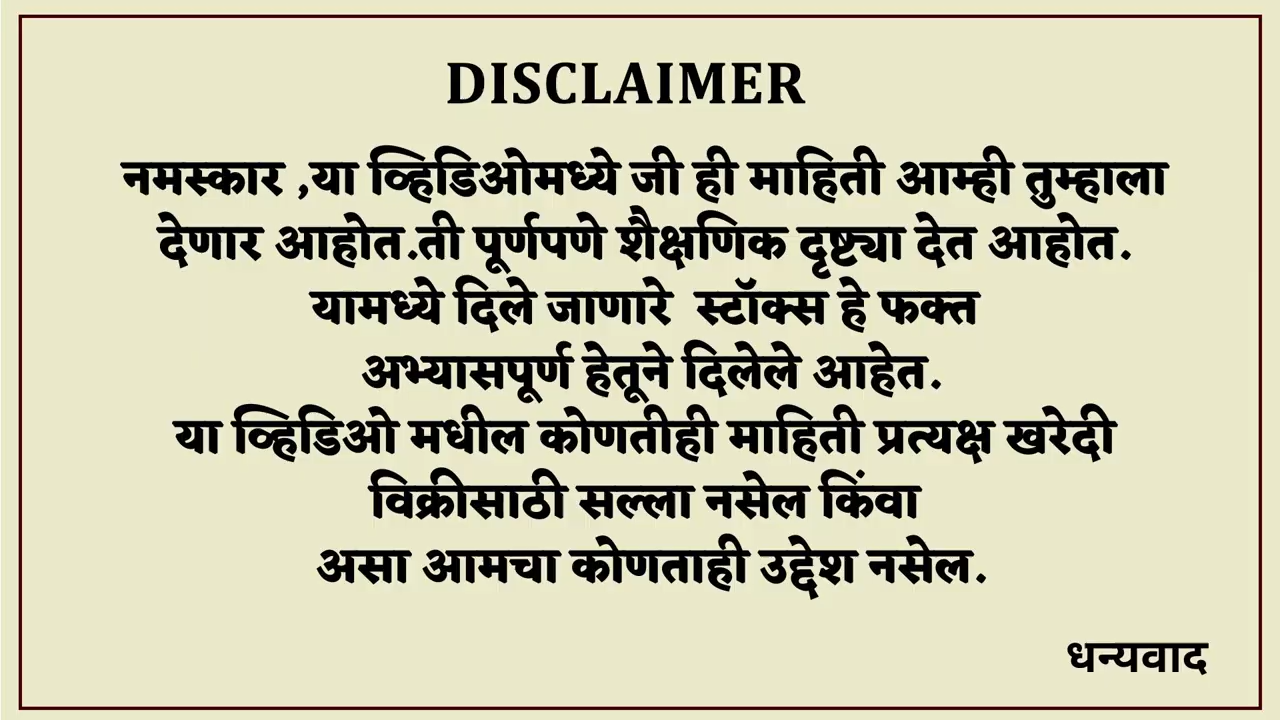 DISCLAIMER
नमस्कार ,या व्हिडिओमध्ये जी ही माहिती आम्ही तुम्हाला
देणार आहोत.ती पूर्णपणे शैक्षणिक दृष्ट्या देत आहोत.
यामध्ये दिले जाणारे स्टॉक्स हे फक्त
अभ्यासपूर्ण हेतूने दिलेले आहेत.
या व्हिडिओ मधील कोणतीही माहिती प्रत्यक्ष खरेदी
विक्रीसाठी सल्ला नसेल किंवा
असा आमचा कोणताही उद्देश नसेल.
धन्यवाद